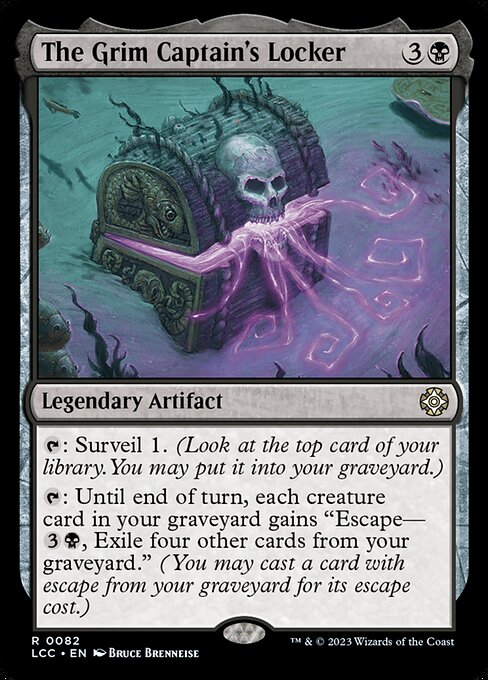 The Grim Captain's Locker 3
Legendary Artifact
: Surveil 1. (Look at the top card of your
library. You may put it into your graveyard.)
: Until end of turn, each creature
card in your graveyard gains “Escape—
3, Exile four other cards from your
graveyard.” (You may cast a card with
escape from your graveyard for its escape
cost.)
R 0082
LCC • EN BRUCE BRENNEISE
™ & © 2023 Wizards of the Coast